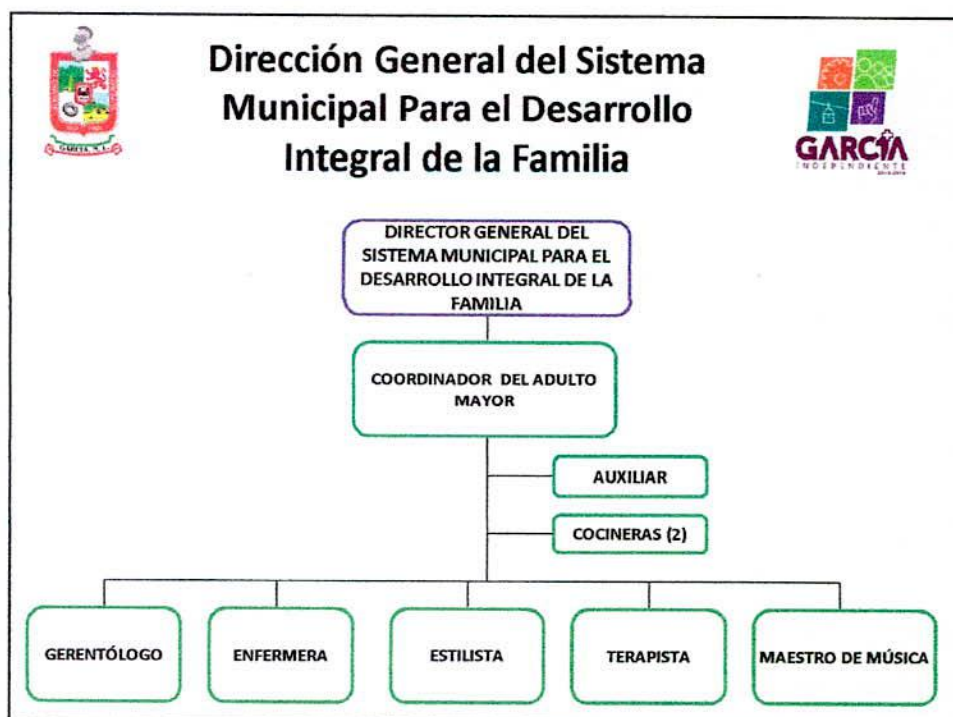 Dirección General del Sistema
Municipal Para el Desarrollo
Integral de la Familia
GARCIA, N. L.
GARCÍA
INDEPENDIENTE
DIRECTOR GENERAL DEL
SISTEMA MUNICIPAL PARA EL
DESARROLLO INTEGRAL DE LA
FAMILIA
COORDINADOR DEL ADULTO
MAYOR
AUXILIAR
COCINERAS (2)
GERENTÓLOGO
ENFERMERA
ESTILISTA
TERAPISTA
MAESTRO DE MÚSICA